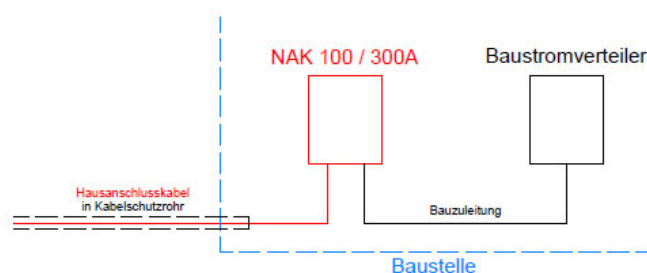 NAK 100 / 300A
Baustromverteiler
Hausanschlusskabel
in Kabelschutzrohr
Bauzuleitung
Baustelle